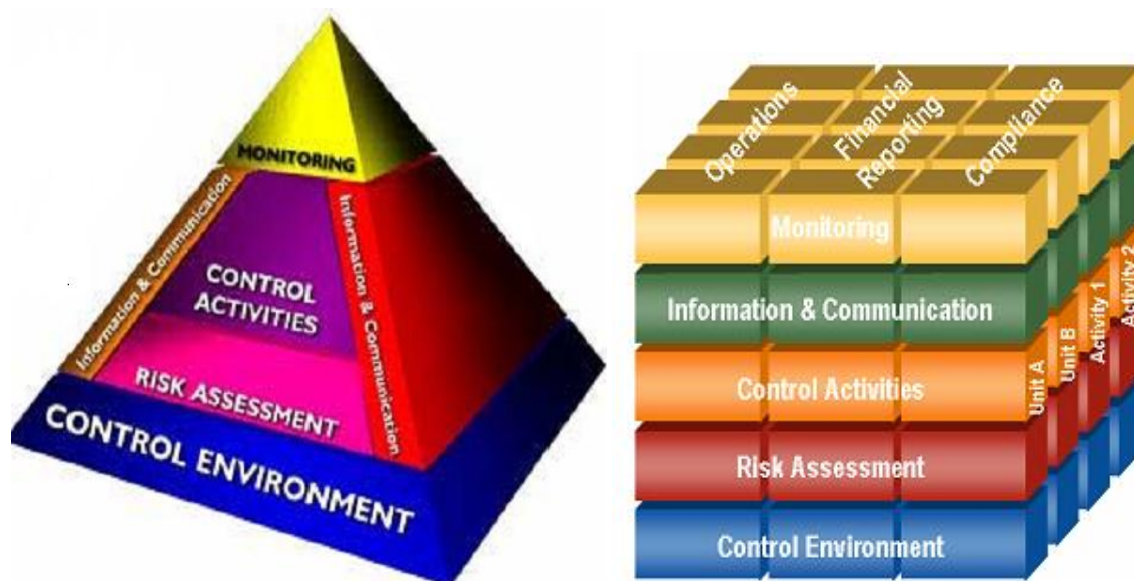 MONITORING
Information & Communication
Information & Communication
CONTROL
ACTIVITIES
RISK ASSESSMENT
CONTROL ENVIRONMENT
Operations
Financial
Reporting
Compliance
Monitoring
Information & Communication
Control Activities
Risk Assessment
Control Environment
Unit A
Unit B
Activity 1
Activity 2